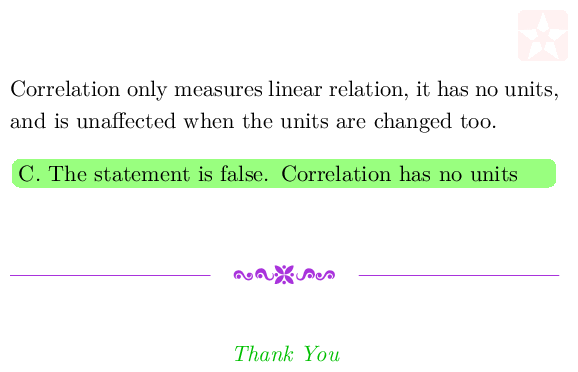 Correlation only measures linear relation, it has no units,
and is unaffected when the units are changed too.
C. The statement is false. Correlation has no units
Thank You